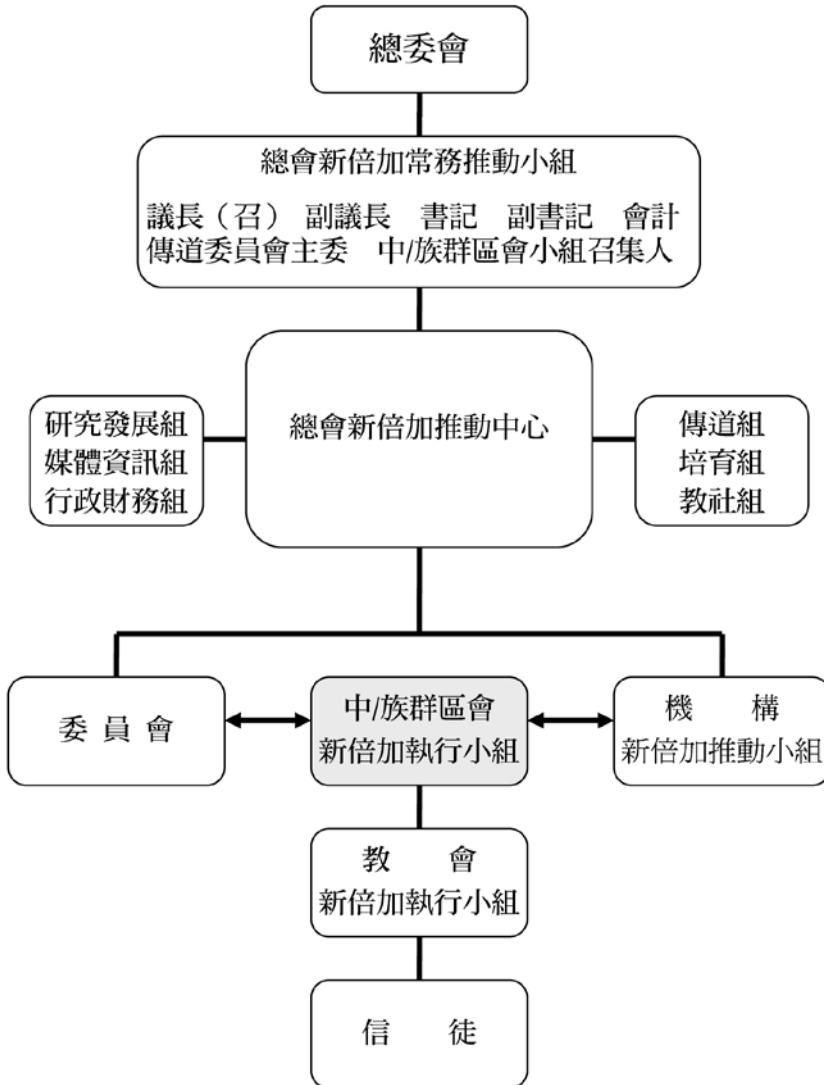 總委會
總會新倍加常務推動小組
議長（召） 副議長 書記 副書記 會計
傳道委員會主委 中/族群區會小組召集人
研究發展組
媒體資訊組
行政財務組
總會新倍加推動中心
傳道組
培育組
教社組
委員會
中/族群區會
新倍加執行小組
機 構
新倍加推動小組
教 會
新倍加執行小組
信 徒